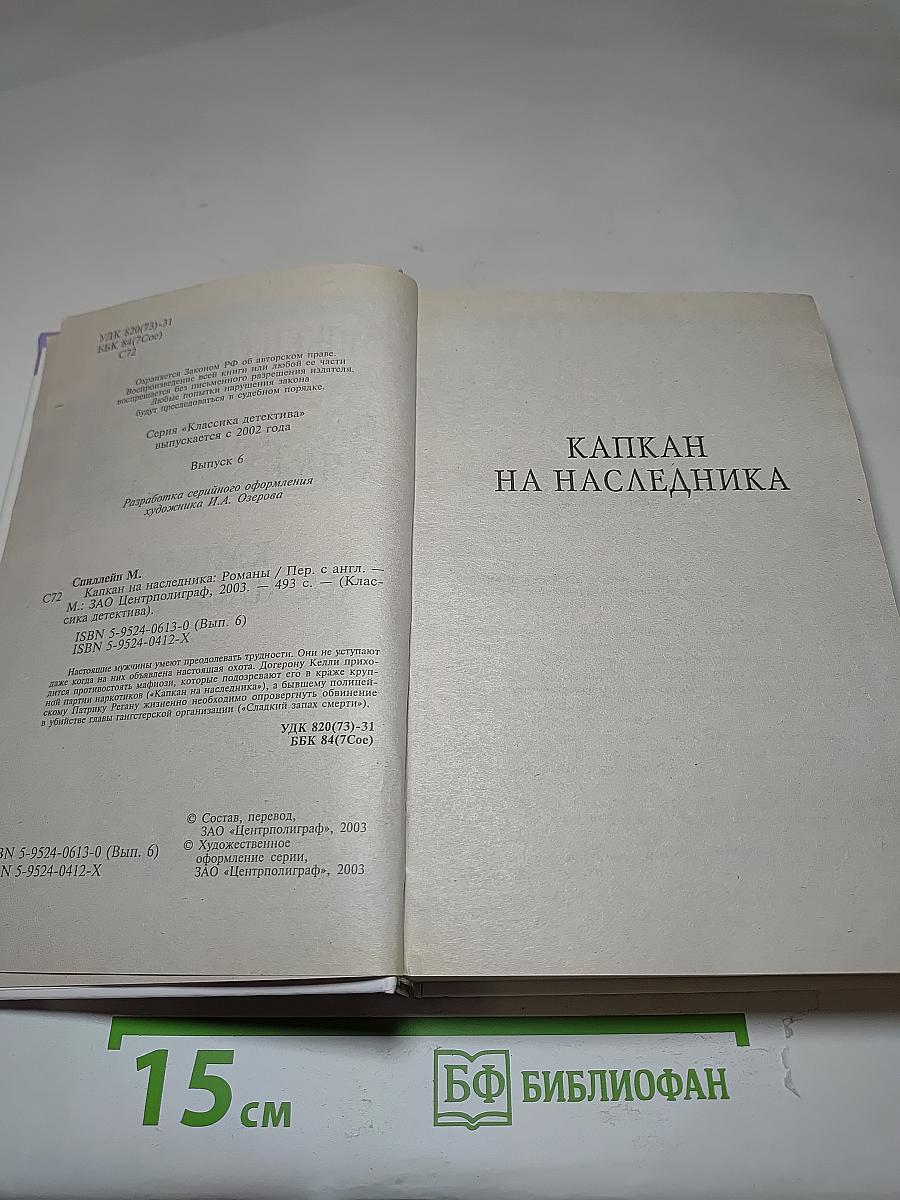 УДК 820(73)-31
ББК 84(7Сое)
С72
Охраняется Законом РФ об авторском праве.
Воспроизведение всей книги или любой ее части
воспрещается без письменного разрешения издателя.
Любые попытки нарушения закона
будут преследоваться в судебном порядке.
Серия «Классика детектива»
выпускается с 2002 года
Выпуск 6
Разработка серийного оформления
художника И.А. Озерова
Спиллейн М.
С72 Капкан на наследника: Романы / Пер. с англ. —
М.: ЗАО Центрполиграф, 2003. — 493 с. — (Клас-
сика детектива).
ISBN 5-9524-0613-0 (Вып. 6)
ISBN 5-9524-0412-X
Настоящие мужчины умеют преодолевать трудности. Они не уступают
даже когда на них объявлена настоящая охота. Догерону Келли прихо-
дится противостоять мафиози, которые подозревают его в краже круп-
ной партии наркотиков («Капкан на наследника»), а бывшему полицей-
скому Патрику Регану жизненно необходимо опровергнуть обвинение
в убийстве главы гангстерской организации («Сладкий запах смерти»).
УДК 820(73)-31
ББК 84(7Сое)
© Состав, перевод,
ЗАО «Центрполиграф», 2003
© Художественное
оформление серии,
ЗАО «Центрполиграф», 2003
BN 5-9524-0613-0 (Вып. 6)
N 5-9524-0412-X
КАПКАН
НА НАСЛЕДНИКА
15 см
БФ БИБЛИОФАН